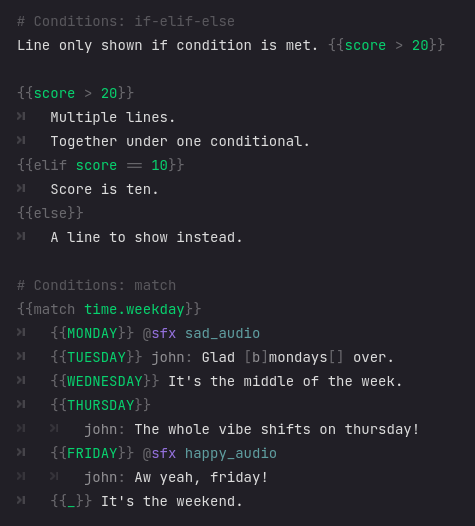 # Conditions: if-elif-else
Line only shown if condition is met. {{score > 20}}
{{score > 20}}
Multiple lines.
Together under one conditional.
{{elif score == 10}}
Score is ten.
{{else}}
A line to show instead.
# Conditions: match
{{match time.weekday}}
{{MONDAY}} @sfx sad_audio
{{TUESDAY}} john: Glad [b]mondays[] over.
{{WEDNESDAY}} It's the middle of the week.
{{THURSDAY}}
john: The whole vibe shifts on thursday!
{{FRIDAY}} @sfx happy_audio
john: Aw yeah, friday!
{{_}} It's the weekend.